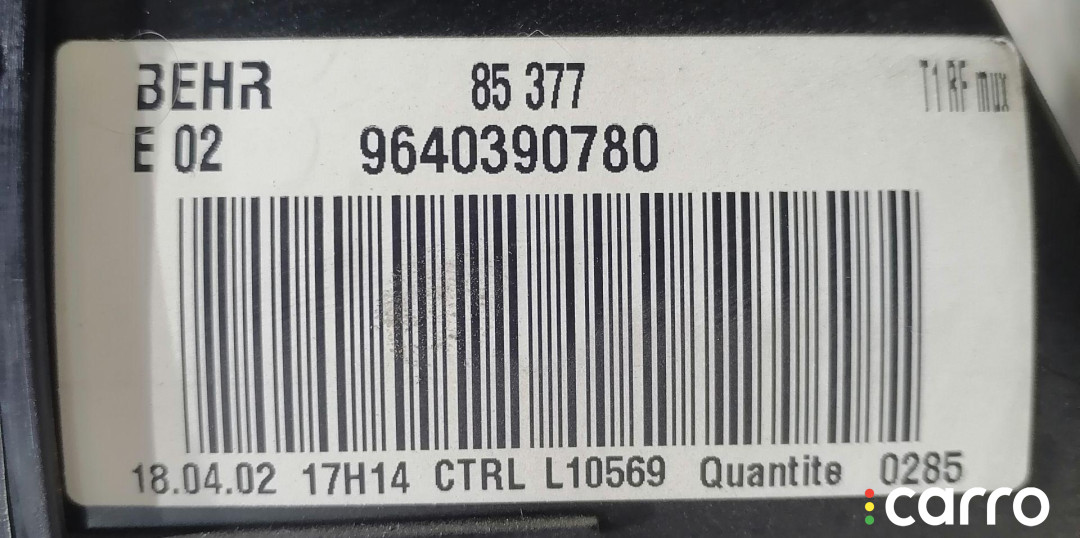 BEHR 85 377 T1 RF mux
E 02 9640390780
18.04.02 17H14 CTRL L10569 Quantite 0285
carro